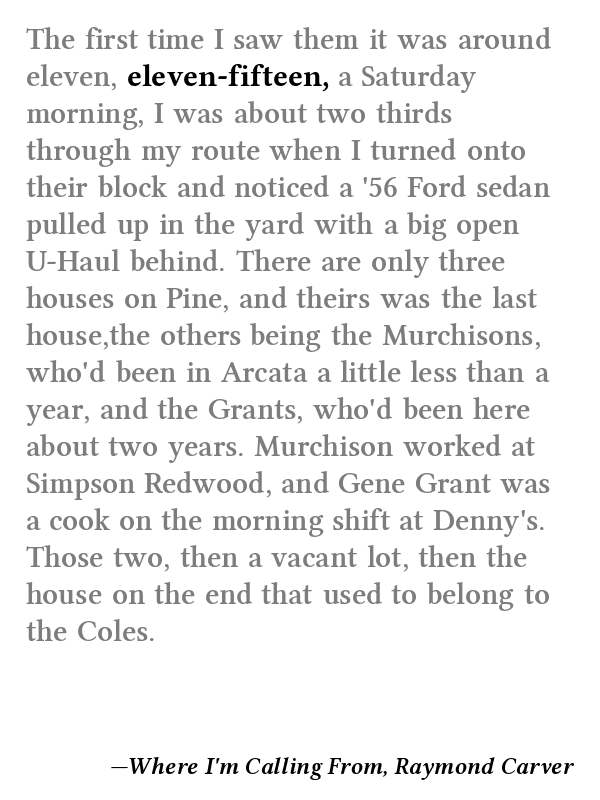 The first time I saw them it was around
eleven, eleven-fifteen, a Saturday
morning, I was about two thirds
through my route when I turned onto
their block and noticed a '56 Ford sedan
pulled up in the yard with a big open
U-Haul behind. There are only three
houses on Pine, and theirs was the last
house,the others being the Murchisons,
who'd been in Arcata a little less than a
year, and the Grants, who'd been here
about two years. Murchison worked at
Simpson Redwood, and Gene Grant was
a cook on the morning shift at Denny's.
Those two, then a vacant lot, then the
house on the end that used to belong to
the Coles.
—Where I'm Calling From, Raymond Carver